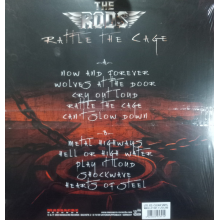 THE
RODS
RATTLE THE CAGE
-A-
NOW AND FOREVER
WOLVES AT THE DOOR
CRY OUT LOUD
RATTLE THE CAGE
CAN'T SLOW DOWN
-B-
METAL HIGHWAYS
HELL OR HIGH WATER
PLAY IT LOUD
SHOCKWAVE
HEARTS OF STEEL